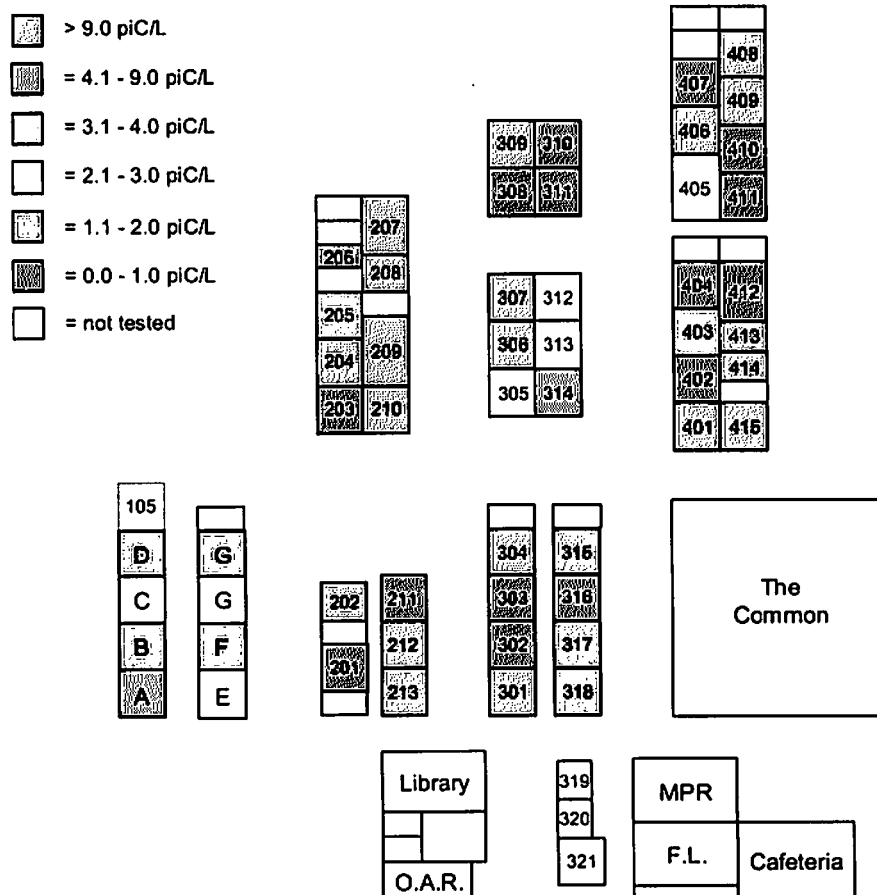 > 9.0 piC/L
= 4.1 - 9.0 piC/L
= 3.1 - 4.0 piC/L
= 2.1 - 3.0 piC/L
= 1.1 - 2.0 piC/L
= 0.0 - 1.0 piC/L
= not tested
408
407
409
406
410
405
411
309 310
308 311
207
206
208
205
204 209
203 210
307 312
306 313
305 314
404 412
403 413
414
402
401 415
105
D G
C G
B F
A E
202 211
212
201
213
304 315
303 316
302 317
301 318
The
Common
Library
319
320
321
O.A.R.
MPR
F.L.
Cafeteria